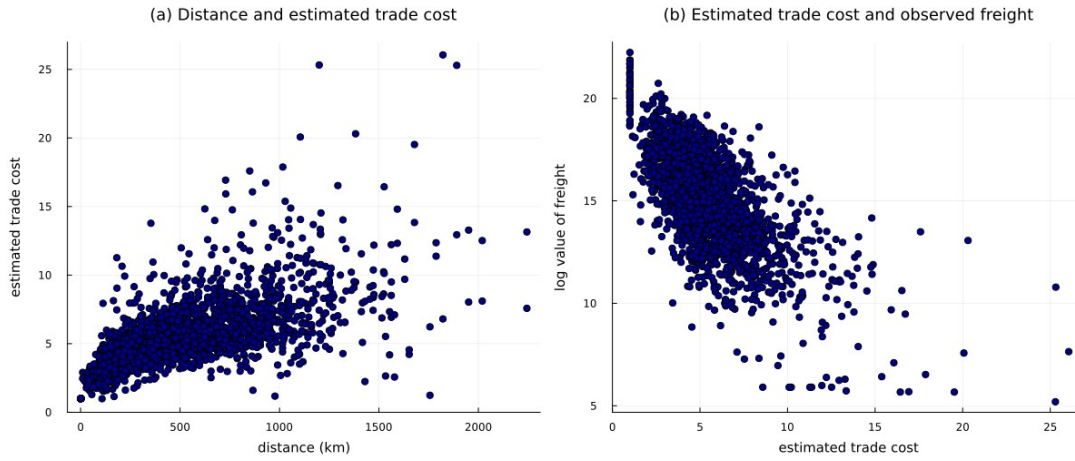 (a) Distance and estimated trade cost
25
20
15
10
5
0
estimated trade cost
0 500 1000 1500 2000
distance (km)
(b) Estimated trade cost and observed freight
20
15
10
5
log value of freight
0 5 10 15 20 25
estimated trade cost